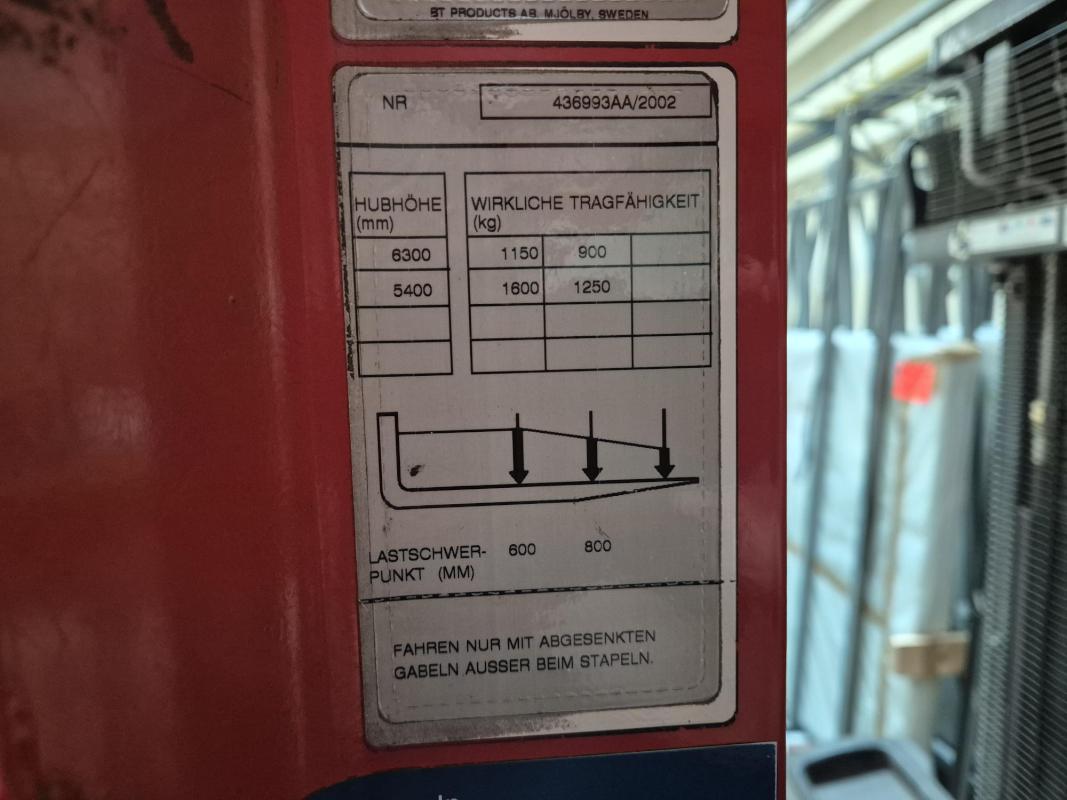 BT PRODUCTS AB, MJÖLBY, SWEDEN
NR 436993AA/2002
HUBHÖHE WIRKLICHE TRAGFÄHIGKEIT
(mm) (kg)
6300 1150 900
5400 1600 1250
LASTSCHWER- 600 800
PUNKT (MM)
FAHREN NUR MIT ABGESENKTEN
GABELN AUSSER BEIM STAPELN.